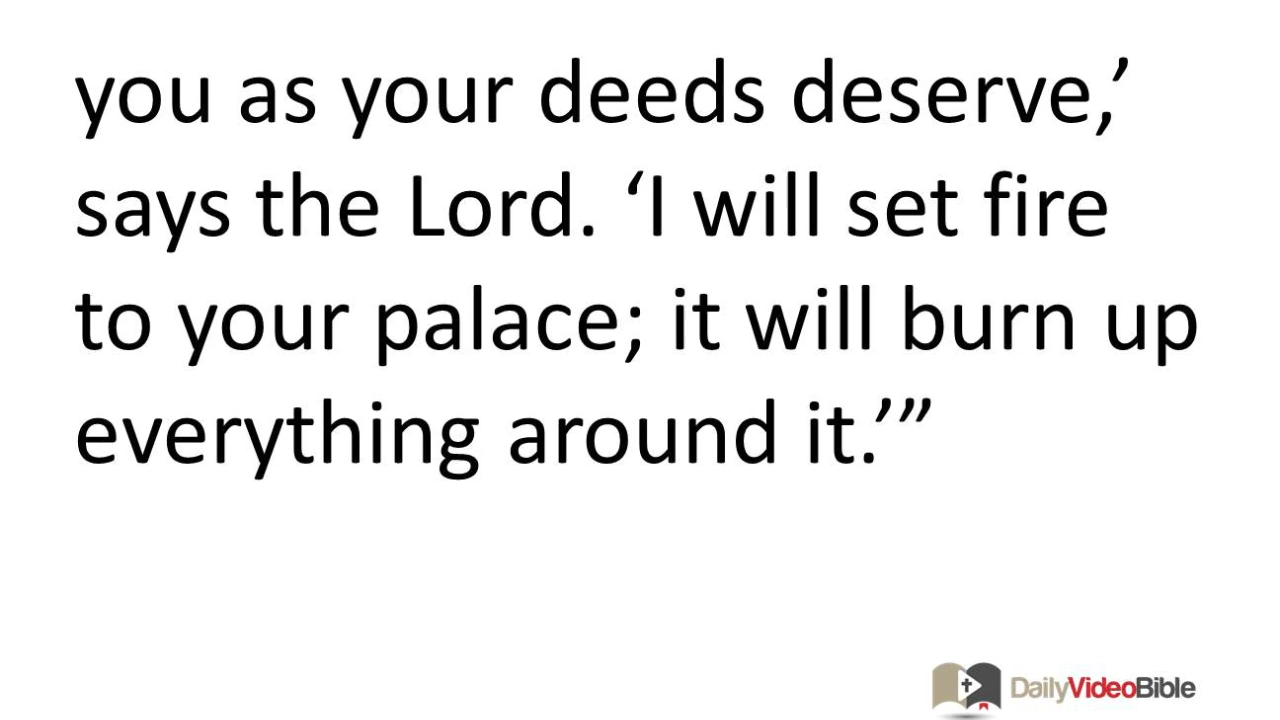 you as your deeds deserve,’
says the Lord. ‘I will set fire
to your palace; it will burn up
everything around it.’”
DailyVideoBible